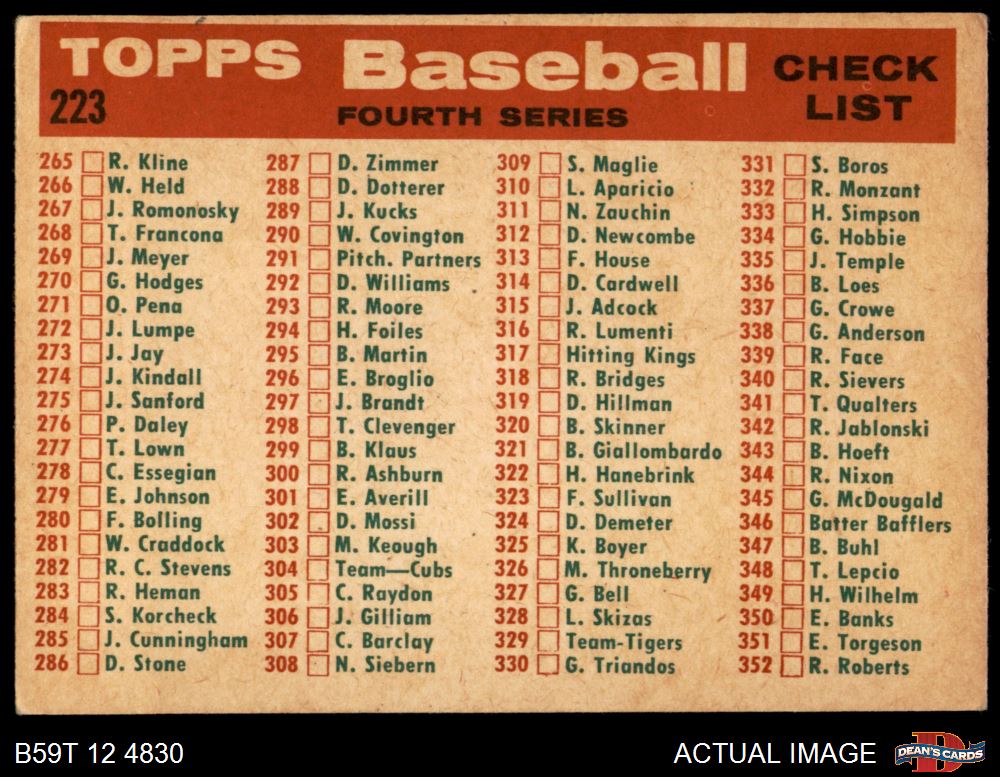 TOPPS Baseball CHECK LIST
223 FOURTH SERIES
265 R. Kline
266 W. Held
267 J. Romonosky
268 T. Francona
269 J. Meyer
270 G. Hodges
271 O. Pena
272 J. Lumpe
273 J. Jay
274 J. Kindall
275 J. Sanford
276 P. Daley
277 T. Lown
278 C. Essegian
279 E. Johnson
280 F. Bolling
281 W. Craddock
282 R. C. Stevens
283 R. Heman
284 S. Korcheck
285 J. Cunningham
286 D. Stone
287 D. Zimmer
288 D. Dotterer
289 J. Kucks
290 W. Covington
291 Pitch. Partners
292 D. Williams
293 R. Moore
294 H. Foiles
295 B. Martin
296 E. Broglio
297 J. Brandt
298 T. Clevenger
299 B. Klaus
300 R. Ashburn
301 E. Averill
302 D. Mossi
303 M. Keough
304 Team—Cubs
305 C. Raydon
306 J. Gilliam
307 C. Barclay
308 N. Siebern
309 S. Maglie
310 L. Aparicio
311 N. Zauchin
312 D. Newcombe
313 F. House
314 D. Cardwell
315 J. Adcock
316 R. Lumenti
317 Hitting Kings
318 R. Bridges
319 D. Hillman
320 B. Skinner
321 B. Giallombardo
322 H. Hanebrink
323 F. Sullivan
324 D. Demeter
325 K. Boyer
326 M. Throneberry
327 G. Bell
328 L. Skizas
329 Team-Tigers
330 G. Triandos
331 S. Boros
332 R. Monzant
333 H. Simpson
334 G. Hobbie
335 J. Temple
336 B. Loes
337 G. Crowe
338 G. Anderson
339 R. Face
340 R. Sievers
341 T. Qualters
342 R. Jablonski
343 B. Hoeft
344 R. Nixon
345 G. McDougald
346 Batter Bafflers
347 B. Buhl
348 T. Lepcio
349 H. Wilhelm
350 E. Banks
351 E. Torgeson
352 R. Roberts
B59T 12 4830
ACTUAL IMAGE
DEAN'S CARDS